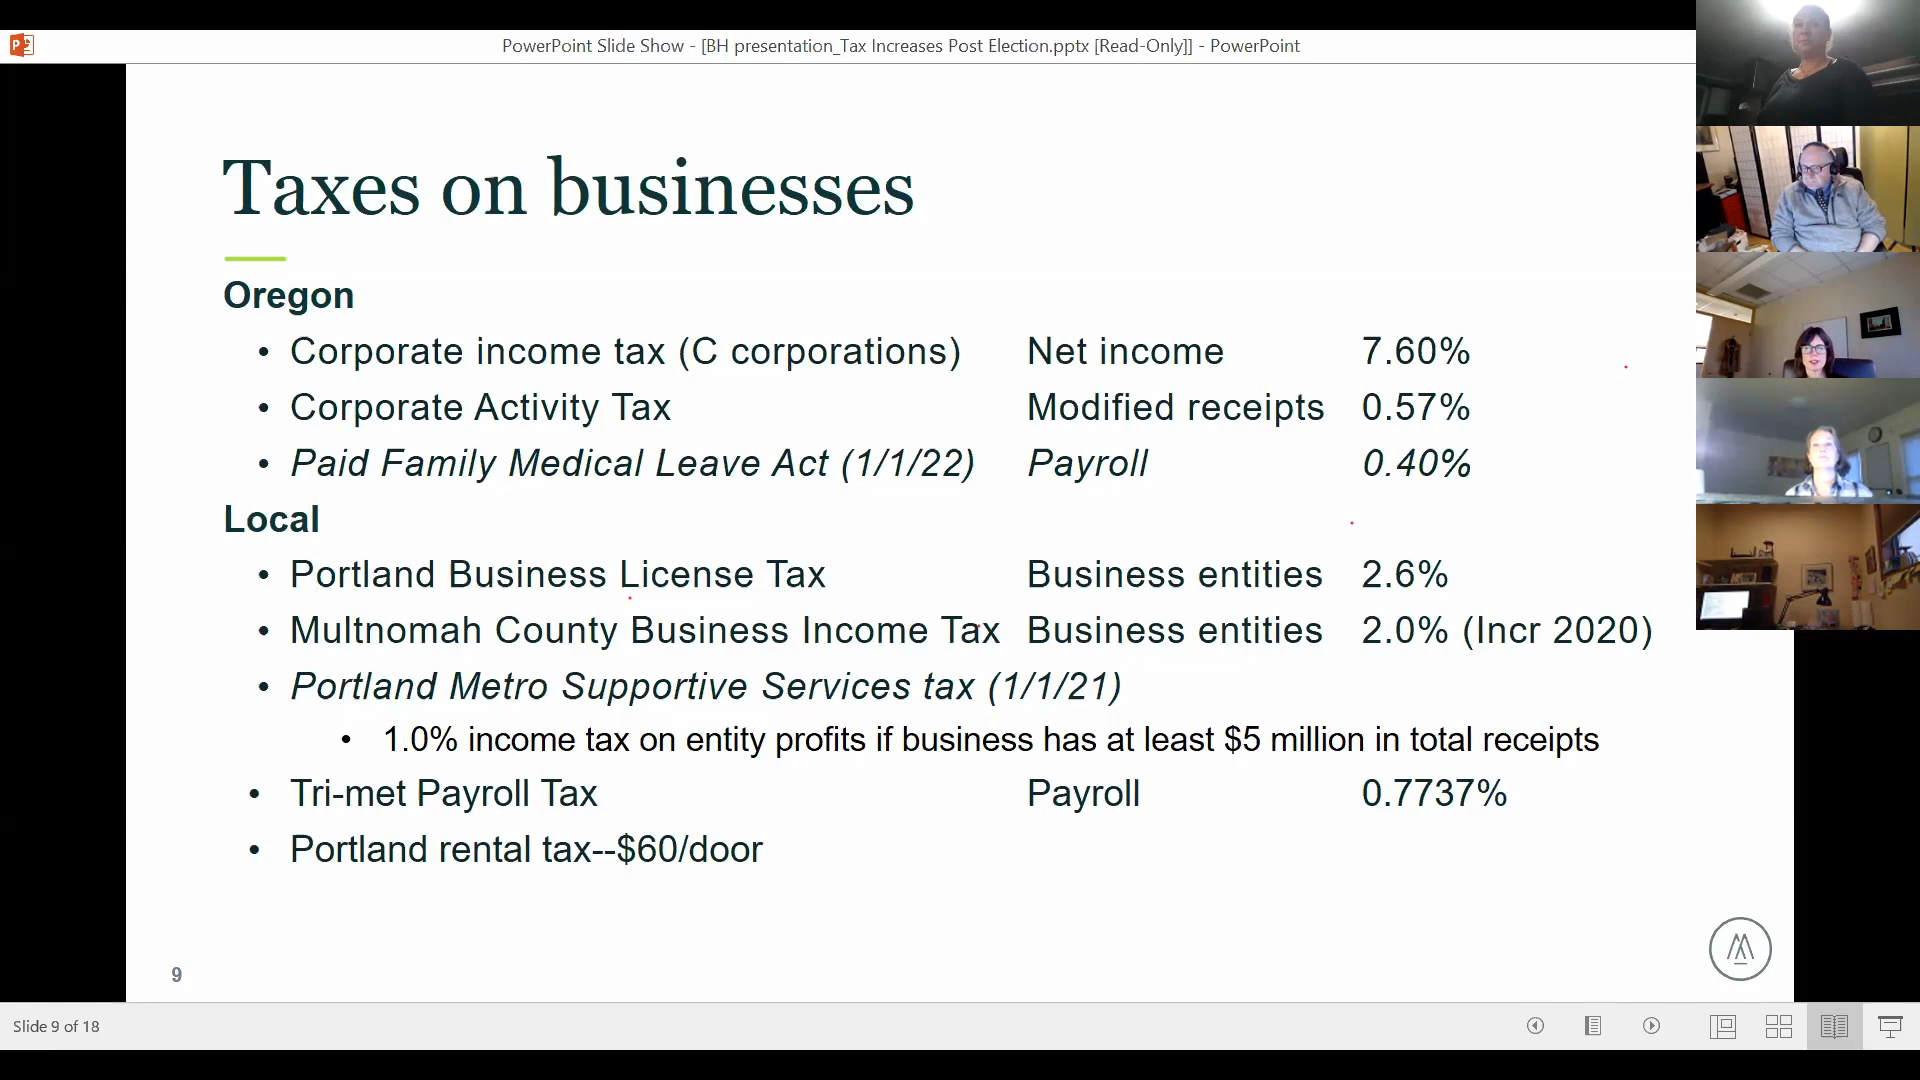 PowerPoint Slide Show - [BH presentation_Tax Increases Post Election.pptx [Read-Only]] - PowerPoint
Taxes on businesses
Oregon
• Corporate income tax (C corporations) Net income 7.60%
• Corporate Activity Tax Modified receipts 0.57%
• Paid Family Medical Leave Act (1/1/22) Payroll 0.40%
Local
• Portland Business License Tax Business entities 2.6%
• Multnomah County Business Income Tax Business entities 2.0% (Incr 2020)
• Portland Metro Supportive Services tax (1/1/21)
• 1.0% income tax on entity profits if business has at least $5 million in total receipts
• Tri-met Payroll Tax Payroll 0.7737%
• Portland rental tax--$60/door
9
Slide 9 of 18